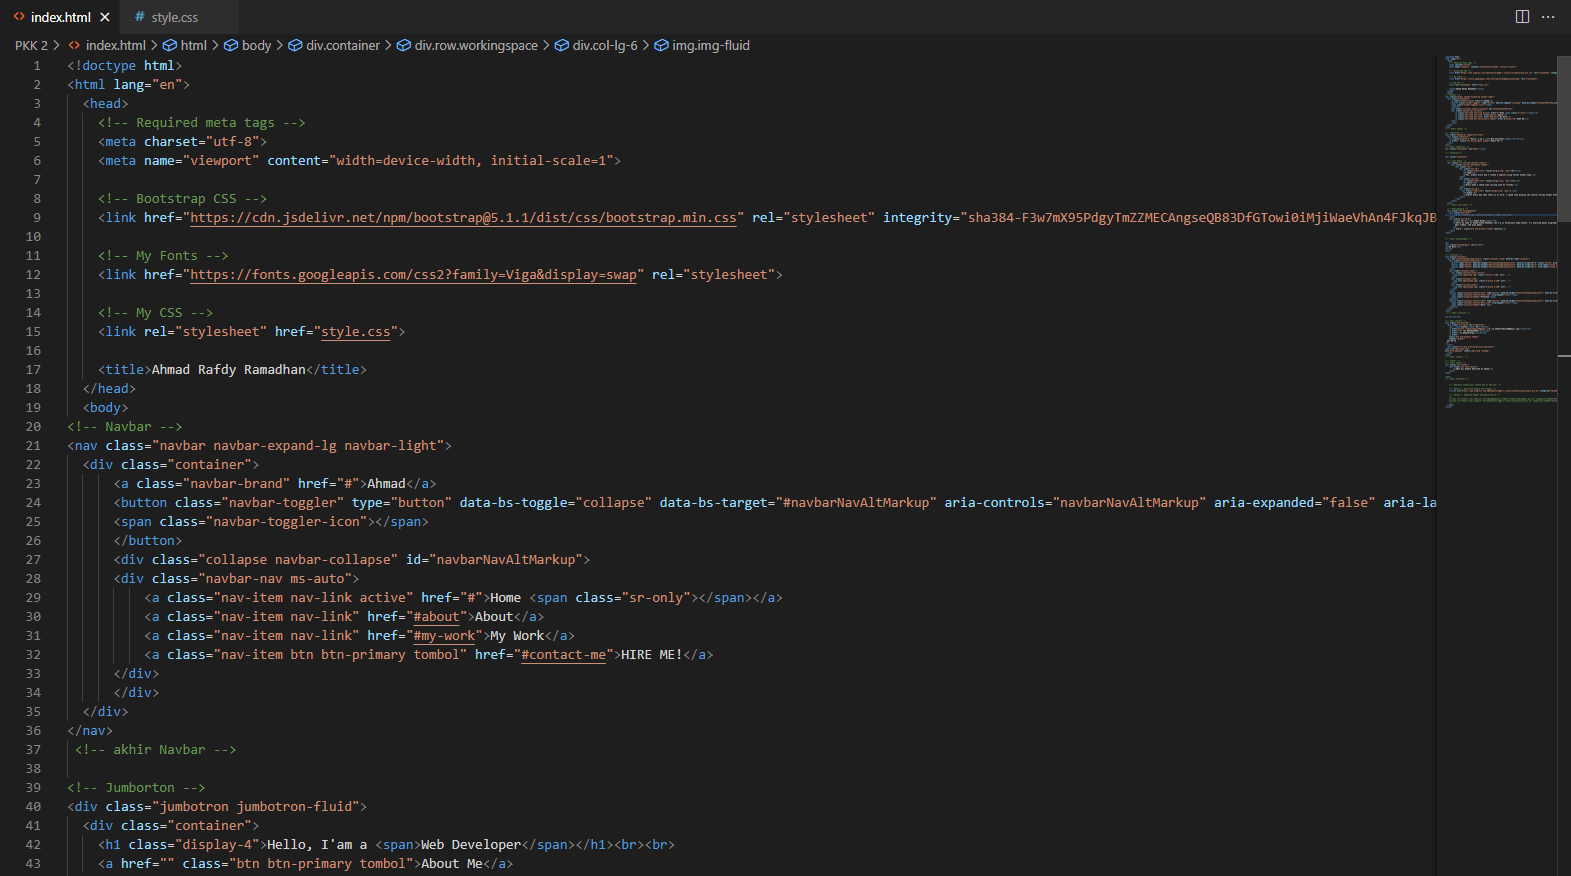 index.html
style.css
PKK 2 > index.html > html > body > div.container > div.row.workingspace > div.col-lg-6 > img.img-fluid
1 <!doctype html>
2 <html lang="en">
3 <head>
4 <!-- Required meta tags -->
5 <meta charset="utf-8">
6 <meta name="viewport" content="width=device-width, initial-scale=1">
7
8 <!-- Bootstrap CSS -->
9 <link href="https://cdn.jsdelivr.net/npm/bootstrap@5.1.1/dist/css/bootstrap.min.css" rel="stylesheet" integrity="sha384-F3w7mX95PdgyTmZZMECAngseQB83DfGTowi0iMjiWaeVhAn4FJkqJB
10
11 <!-- My Fonts -->
12 <link href="https://fonts.googleapis.com/css2?family=Viga&display=swap" rel="stylesheet">
13
14 <!-- My CSS -->
15 <link rel="stylesheet" href="style.css">
16
17 <title>Ahmad Rafdy Ramadhan</title>
18 </head>
19 <body>
20 <!-- Navbar -->
21 <nav class="navbar navbar-expand-lg navbar-light">
22 <div class="container">
23 <a class="navbar-brand" href="#">Ahmad</a>
24 <button class="navbar-toggler" type="button" data-bs-toggle="collapse" data-bs-target="#navbarNavAltMarkup" aria-controls="navbarNavAltMarkup" aria-expanded="false" aria-la
25 <span class="navbar-toggler-icon"></span>
26 </button>
27 <div class="collapse navbar-collapse" id="navbarNavAltMarkup">
28 <div class="navbar-nav ms-auto">
29 <a class="nav-item nav-link active" href="#">Home <span class="sr-only"></span></a>
30 <a class="nav-item nav-link" href="#about">About</a>
31 <a class="nav-item nav-link" href="#my-work">My Work</a>
32 <a class="nav-item btn btn-primary tombol" href="#contact-me">HIRE ME!</a>
33 </div>
34 </div>
35 </div>
36 </nav>
37 <!-- akhir Navbar -->
38
39 <!-- Jumborton -->
40 <div class="jumbotron jumbotron-fluid">
41 <div class="container">
42 <h1 class="display-4">Hello, I'am a <span>Web Developer</span></h1><br><br>
43 <a href="" class="btn btn-primary tombol">About Me</a>